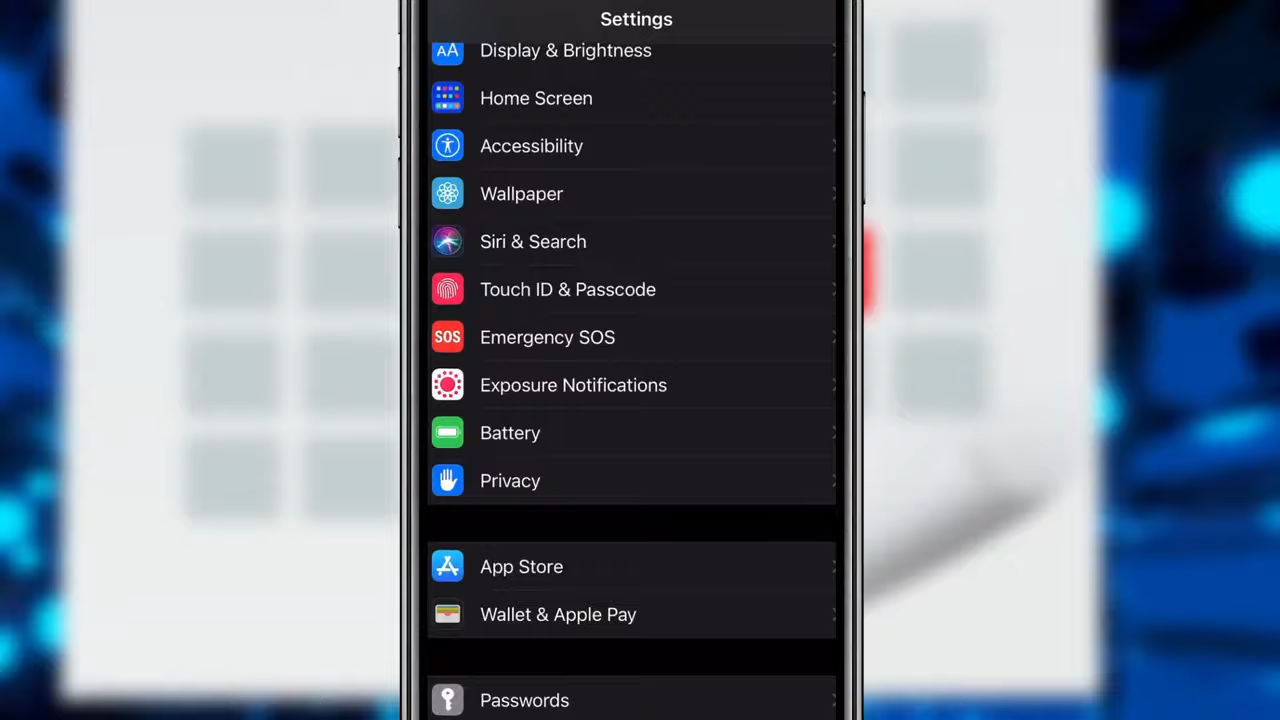 Settings
AA Display & Brightness
Home Screen
Accessibility
Wallpaper
Siri & Search
Touch ID & Passcode
SOS Emergency SOS
Exposure Notifications
Battery
Privacy
App Store
Wallet & Apple Pay
Passwords